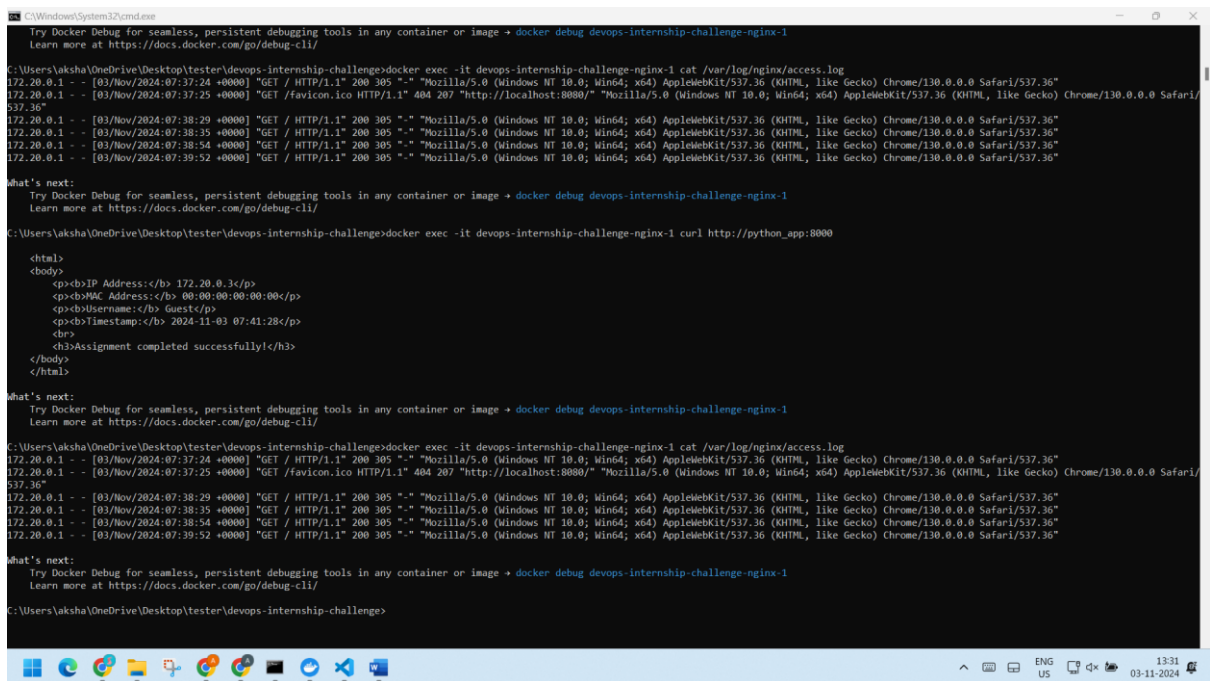 C:\Windows\System32\cmd.exe
Try Docker Debug for seamless, persistent debugging tools in any container or image → docker debug devops-internship-challenge-nginx-1
Learn more at https://docs.docker.com/go/debug-cli/
C:\Users\aksha\OneDrive\Desktop\tester\devops-internship-challenge>docker exec -it devops-internship-challenge-nginx-1 cat /var/log/nginx/access.log
172.20.0.1 - - [03/Nov/2024:07:37:24 +0000] "GET / HTTP/1.1" 200 305 "-" "Mozilla/5.0 (Windows NT 10.0; Win64; x64) AppleWebKit/537.36 (KHTML, like Gecko) Chrome/130.0.0.0 Safari/537.36"
172.20.0.1 - - [03/Nov/2024:07:37:25 +0000] "GET /favicon.ico HTTP/1.1" 404 207 "http://localhost:8080/" "Mozilla/5.0 (Windows NT 10.0; Win64; x64) AppleWebKit/537.36 (KHTML, like Gecko) Chrome/130.0.0.0 Safari/
537.36"
172.20.0.1 - - [03/Nov/2024:07:38:29 +0000] "GET / HTTP/1.1" 200 305 "-" "Mozilla/5.0 (Windows NT 10.0; Win64; x64) AppleWebKit/537.36 (KHTML, like Gecko) Chrome/130.0.0.0 Safari/537.36"
172.20.0.1 - - [03/Nov/2024:07:38:35 +0000] "GET / HTTP/1.1" 200 305 "-" "Mozilla/5.0 (Windows NT 10.0; Win64; x64) AppleWebKit/537.36 (KHTML, like Gecko) Chrome/130.0.0.0 Safari/537.36"
172.20.0.1 - - [03/Nov/2024:07:38:54 +0000] "GET / HTTP/1.1" 200 305 "-" "Mozilla/5.0 (Windows NT 10.0; Win64; x64) AppleWebKit/537.36 (KHTML, like Gecko) Chrome/130.0.0.0 Safari/537.36"
172.20.0.1 - - [03/Nov/2024:07:39:52 +0000] "GET / HTTP/1.1" 200 305 "-" "Mozilla/5.0 (Windows NT 10.0; Win64; x64) AppleWebKit/537.36 (KHTML, like Gecko) Chrome/130.0.0.0 Safari/537.36"
What's next:
Try Docker Debug for seamless, persistent debugging tools in any container or image → docker debug devops-internship-challenge-nginx-1
Learn more at https://docs.docker.com/go/debug-cli/
C:\Users\aksha\OneDrive\Desktop\tester\devops-internship-challenge>docker exec -it devops-internship-challenge-nginx-1 curl http://python_app:8000
<html>
<body>
<p><b>IP Address:</b> 172.20.0.3</p>
<p><b>MAC Address:</b> 00:00:00:00:00:00</p>
<p><b>Username:</b> Guest</p>
<p><b>Timestamp:</b> 2024-11-03 07:41:28</p>
<br>
<h3>Assignment completed successfully!</h3>
</body>
</html>
What's next:
Try Docker Debug for seamless, persistent debugging tools in any container or image → docker debug devops-internship-challenge-nginx-1
Learn more at https://docs.docker.com/go/debug-cli/
C:\Users\aksha\OneDrive\Desktop\tester\devops-internship-challenge>docker exec -it devops-internship-challenge-nginx-1 cat /var/log/nginx/access.log
172.20.0.1 - - [03/Nov/2024:07:37:24 +0000] "GET / HTTP/1.1" 200 305 "-" "Mozilla/5.0 (Windows NT 10.0; Win64; x64) AppleWebKit/537.36 (KHTML, like Gecko) Chrome/130.0.0.0 Safari/537.36"
172.20.0.1 - - [03/Nov/2024:07:37:25 +0000] "GET /favicon.ico HTTP/1.1" 404 207 "http://localhost:8080/" "Mozilla/5.0 (Windows NT 10.0; Win64; x64) AppleWebKit/537.36 (KHTML, like Gecko) Chrome/130.0.0.0 Safari/
537.36"
172.20.0.1 - - [03/Nov/2024:07:38:29 +0000] "GET / HTTP/1.1" 200 305 "-" "Mozilla/5.0 (Windows NT 10.0; Win64; x64) AppleWebKit/537.36 (KHTML, like Gecko) Chrome/130.0.0.0 Safari/537.36"
172.20.0.1 - - [03/Nov/2024:07:38:35 +0000] "GET / HTTP/1.1" 200 305 "-" "Mozilla/5.0 (Windows NT 10.0; Win64; x64) AppleWebKit/537.36 (KHTML, like Gecko) Chrome/130.0.0.0 Safari/537.36"
172.20.0.1 - - [03/Nov/2024:07:38:54 +0000] "GET / HTTP/1.1" 200 305 "-" "Mozilla/5.0 (Windows NT 10.0; Win64; x64) AppleWebKit/537.36 (KHTML, like Gecko) Chrome/130.0.0.0 Safari/537.36"
172.20.0.1 - - [03/Nov/2024:07:39:52 +0000] "GET / HTTP/1.1" 200 305 "-" "Mozilla/5.0 (Windows NT 10.0; Win64; x64) AppleWebKit/537.36 (KHTML, like Gecko) Chrome/130.0.0.0 Safari/537.36"
What's next:
Try Docker Debug for seamless, persistent debugging tools in any container or image → docker debug devops-internship-challenge-nginx-1
Learn more at https://docs.docker.com/go/debug-cli/
C:\Users\aksha\OneDrive\Desktop\tester\devops-internship-challenge>
ENG
US
13:31
03-11-2024